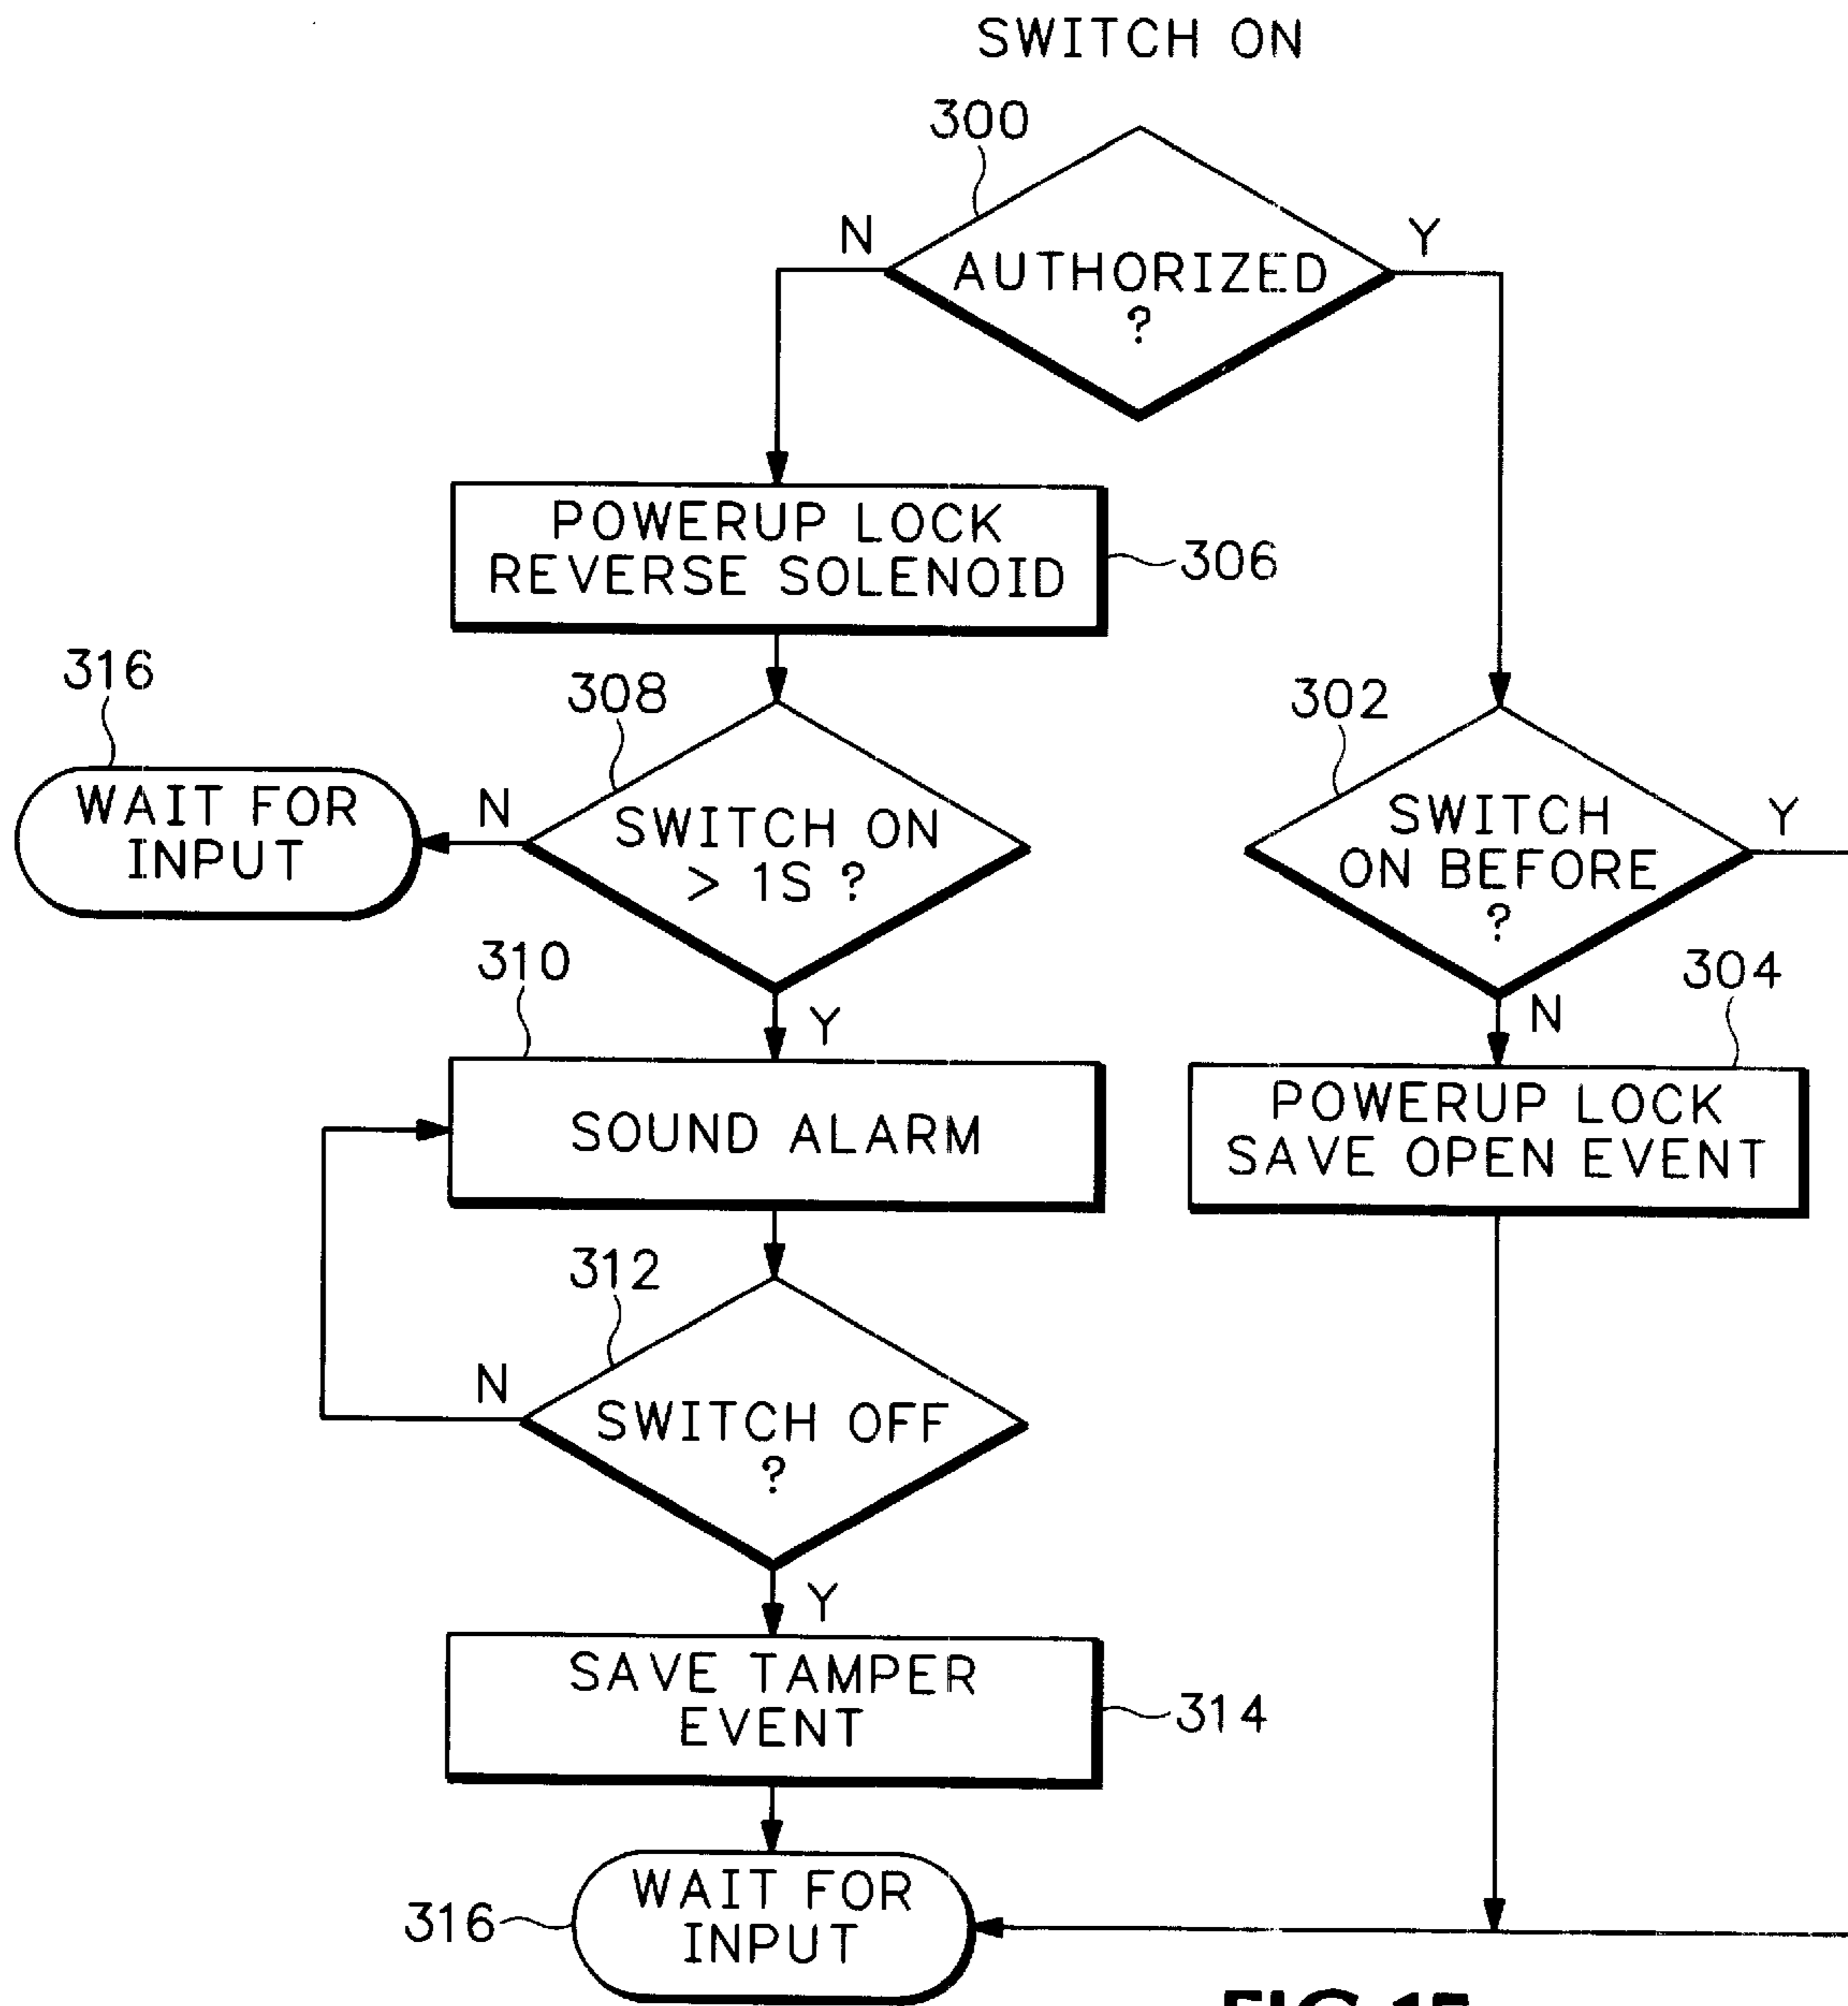 SWITCH ON
300
N
Y
AUTHORIZED
?
POWERUP LOCK
REVERSE SOLENOID
306
316
308
302
WAIT FOR
INPUT
N
SWITCH ON
> 1S ?
SWITCH
ON BEFORE
?
Y
310
Y
N
304
SOUND ALARM
POWERUP LOCK
SAVE OPEN EVENT
312
N
SWITCH OFF
?
Y
SAVE TAMPER
EVENT
314
316
WAIT FOR
INPUT